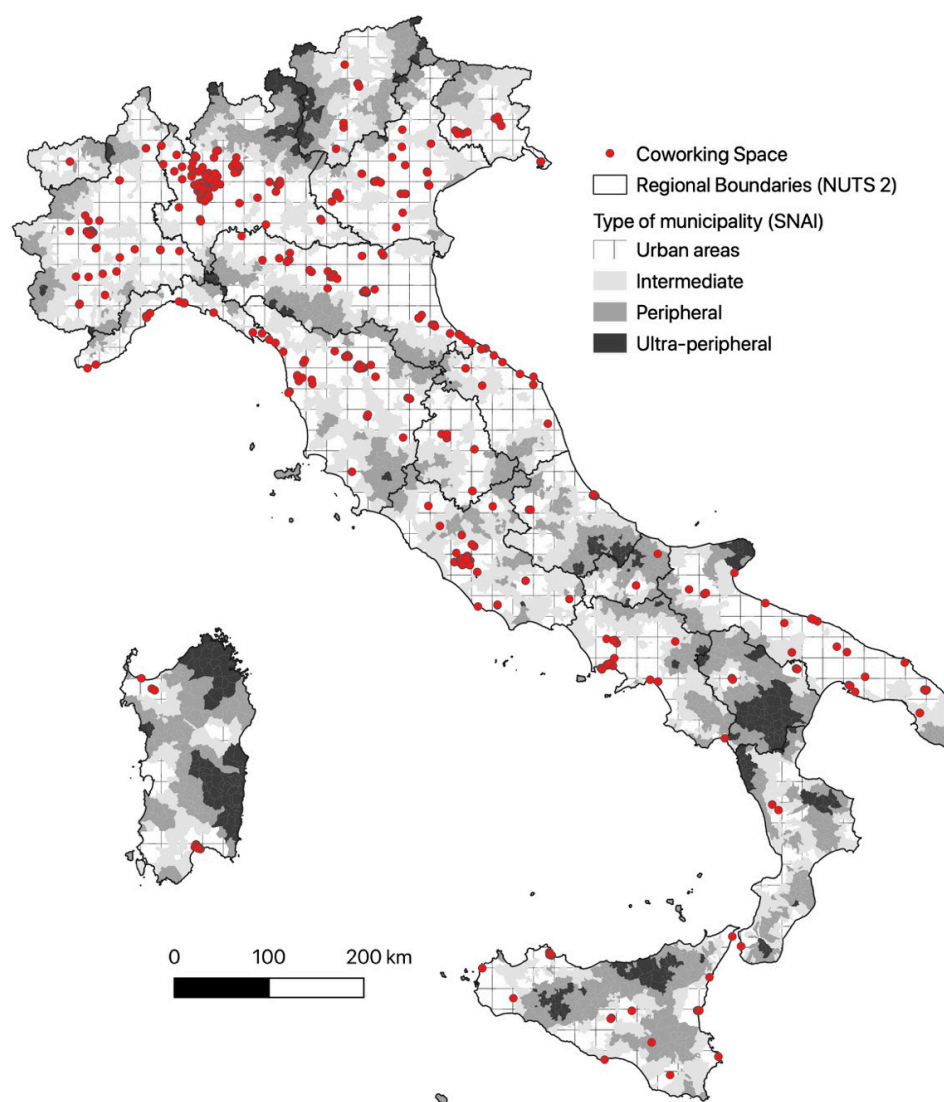 Coworking Space
Regional Boundaries (NUTS 2)
Type of municipality (SNAI)
Urban areas
Intermediate
Peripheral
Ultra-peripheral
0 100 200 km